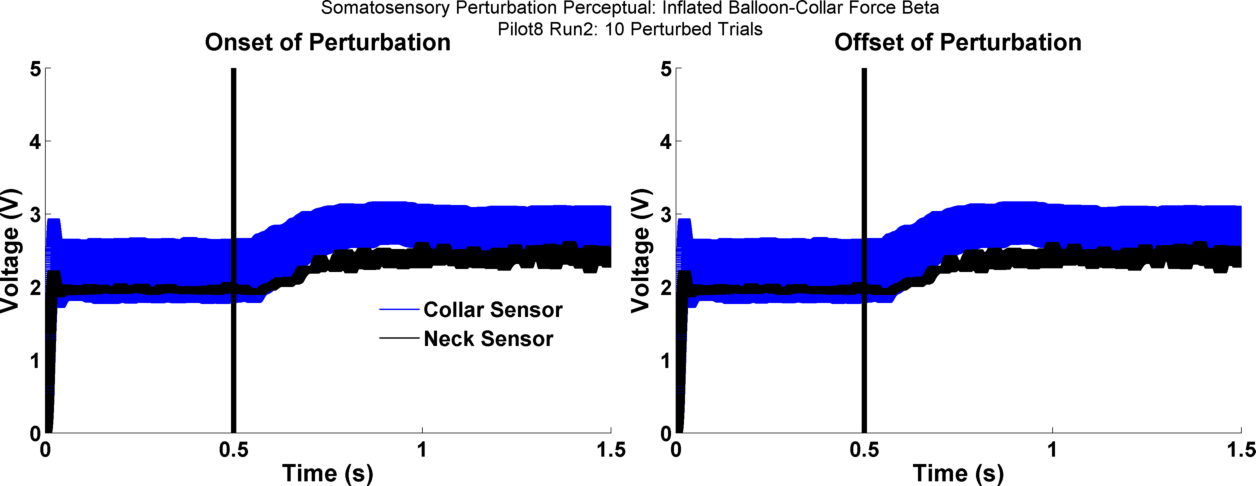 Somatosensory Perturbation Perceptual: Inflated Balloon-Collar Force Beta
Pilot8 Run2: 10 Perturbed Trials
Onset of Perturbation
5
4
3
2
1
0
Voltage (V)
Collar Sensor
Neck Sensor
0
0.5
1
1.5
Time (s)
Offset of Perturbation
5
4
3
2
1
0
Voltage (V)
0
0.5
1
1.5
Time (s)